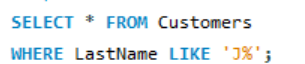 SELECT * FROM Customers
WHERE LastName LIKE 'J%';